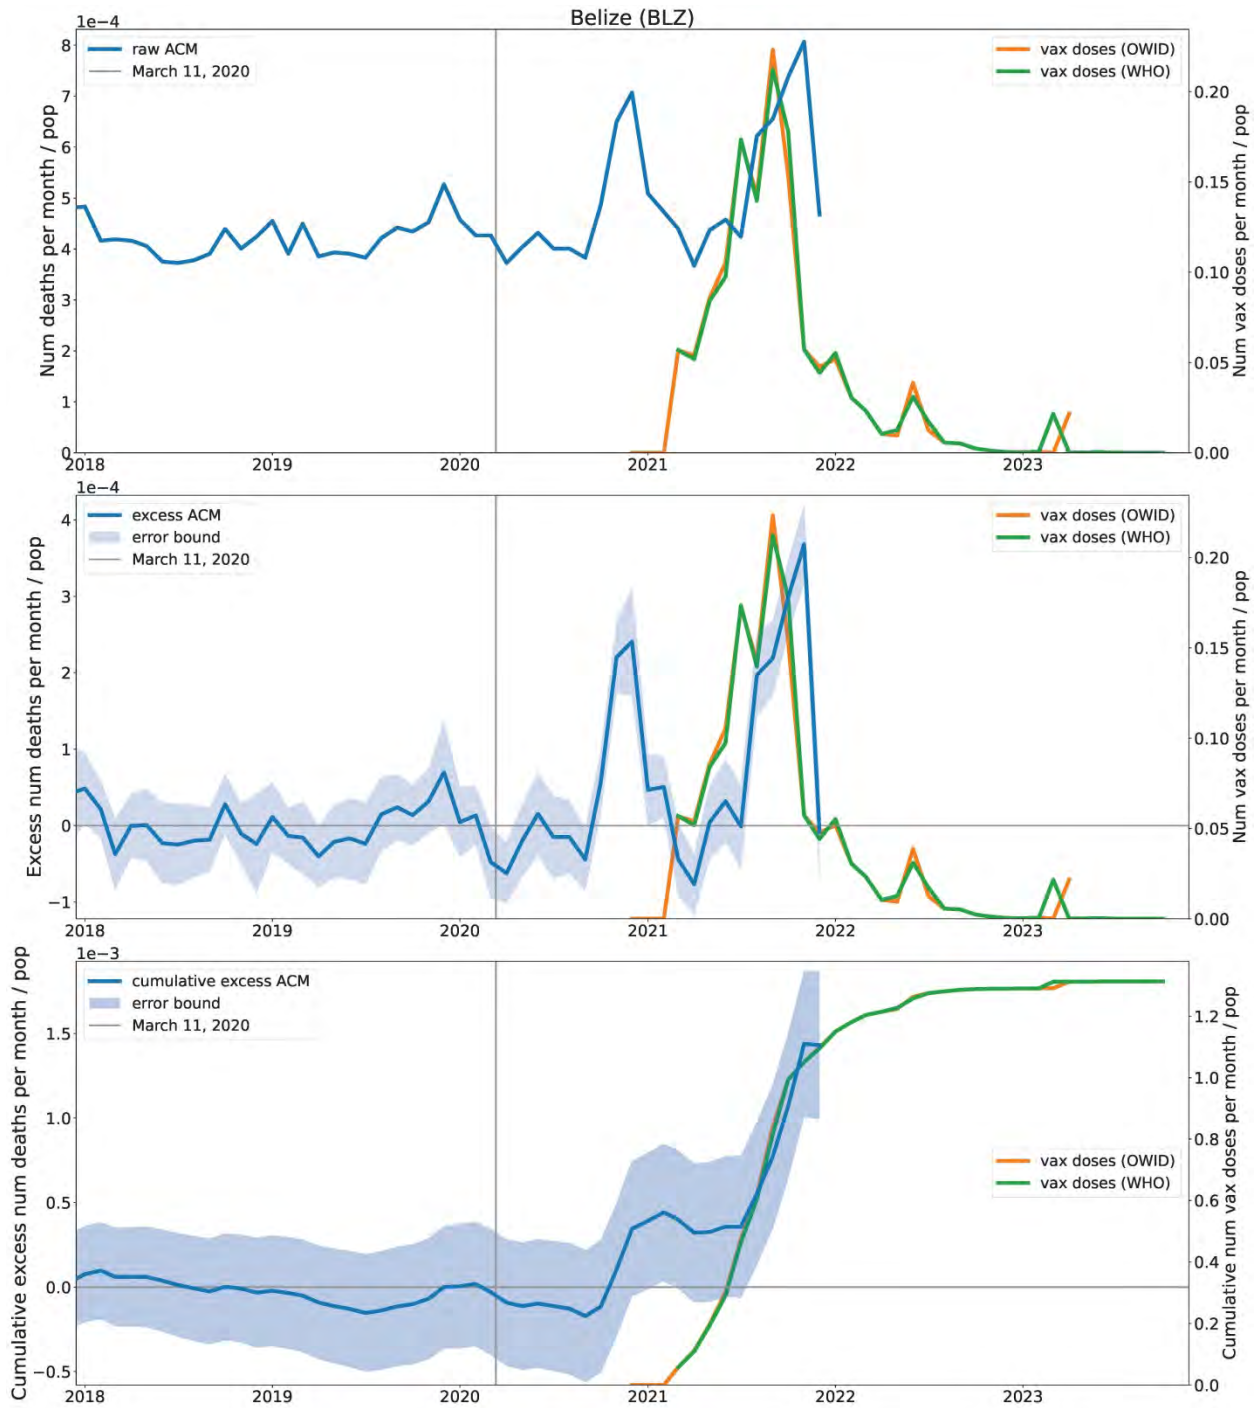 Belize (BLZ)
1e−4
raw ACM
March 11, 2020
vax doses (OWID)
vax doses (WHO)
Num deaths per month / pop
8
7
6
5
4
3
2
1
0
Num vax doses per month / pop
0.20
0.15
0.10
0.05
0.00
2018 2019 2020 2021 2022 2023
1e−4
excess ACM
error bound
March 11, 2020
vax doses (OWID)
vax doses (WHO)
Excess num deaths per month / pop
4
3
2
1
0
−1
Num vax doses per month / pop
0.20
0.15
0.10
0.05
0.00
2018 2019 2020 2021 2022 2023
1e−3
cumulative excess ACM
error bound
March 11, 2020
vax doses (OWID)
vax doses (WHO)
Cumulative excess num deaths per month / pop
1.5
1.0
0.5
0.0
−0.5
Cumulative num vax doses per month / pop
1.2
1.0
0.8
0.6
0.4
0.2
0.0
2018 2019 2020 2021 2022 2023